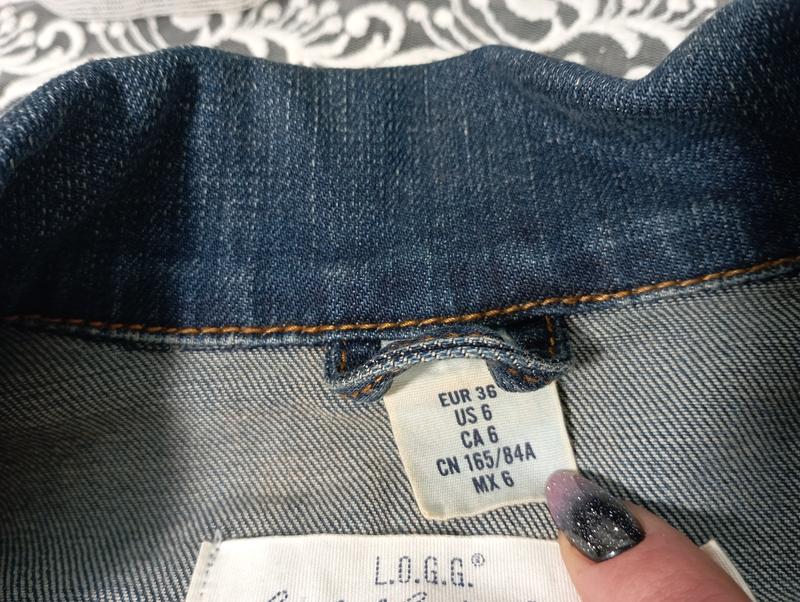 EUR 36
US 6
CA 6
CN 165/84A
MX 6
L.O.G.G.®